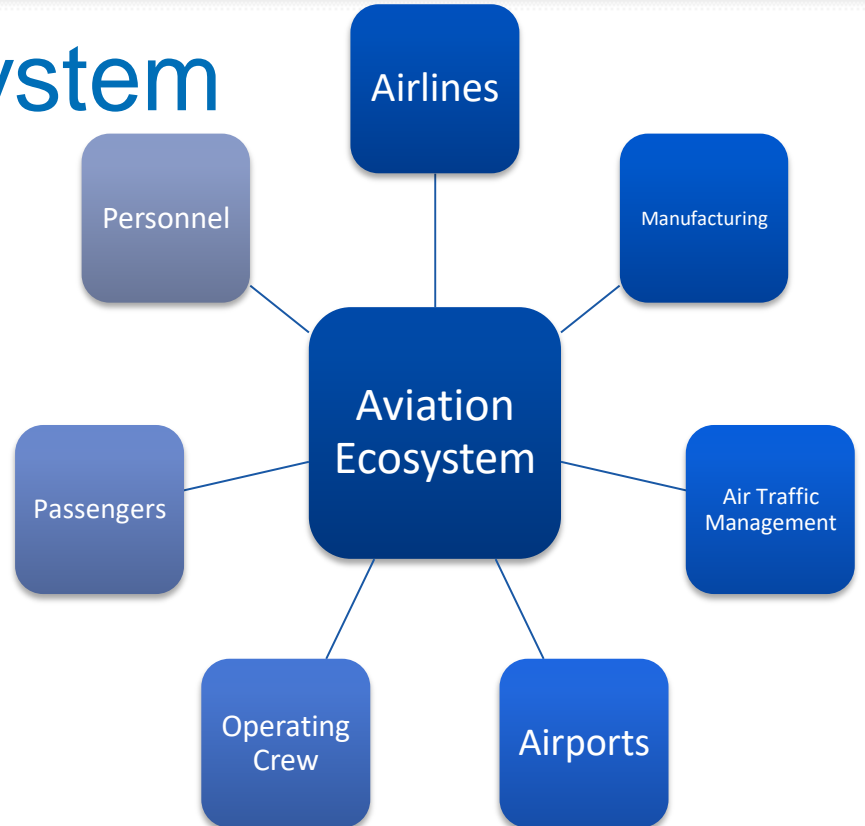 ystem
Airlines
Personnel
Manufacturing
Aviation
Ecosystem
Passengers
Air Traffic
Management
Operating
Crew
Airports